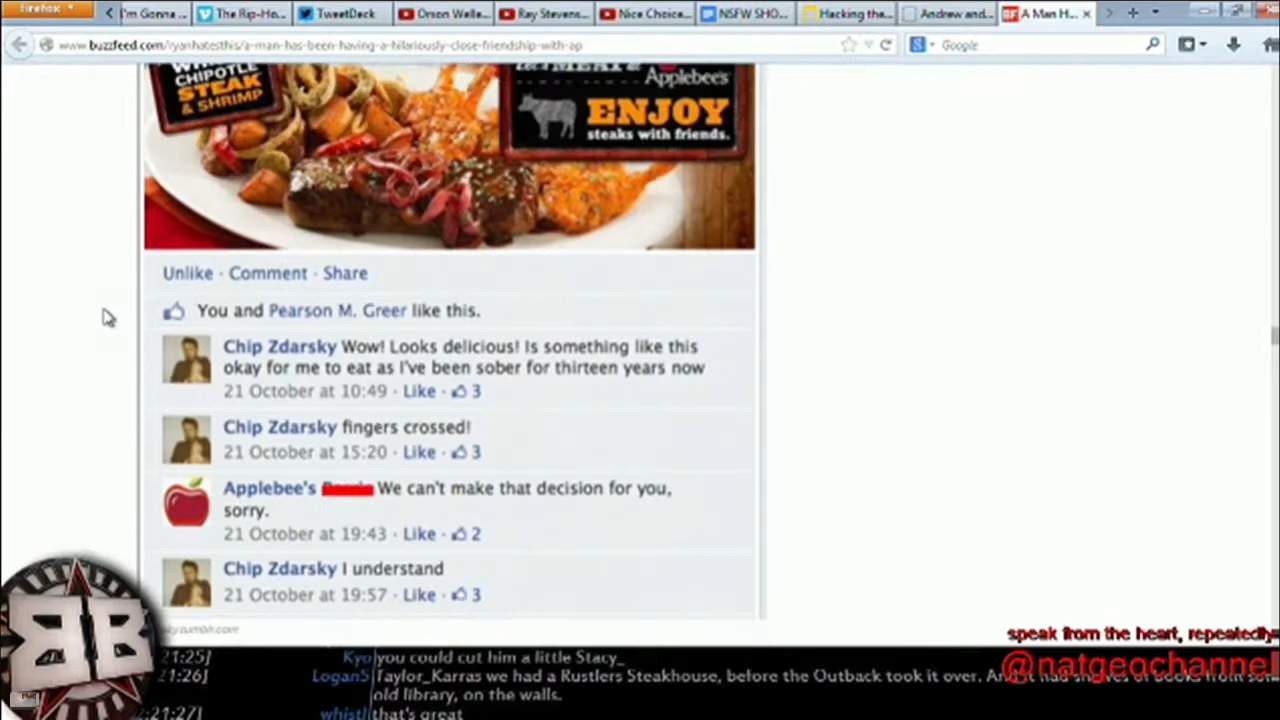 Firefox
I'm Gonna ...
The Rip-Ho...
TweetDeck
Orson Welle...
Ray Stevens...
Nice Choice...
NSFW SHO...
Hacking the...
Andrew and...
A Man H...
www.buzzfeed.com/ryanhatesthis/a-man-has-been-having-a-hilariously-close-friendship-with-ap
Google
CHIPOTLE
STEAK
& SHRIMP
Applebee's
ENJOY
steaks with friends.
Unlike · Comment · Share
You and Pearson M. Greer like this.
Chip Zdarsky Wow! Looks delicious! Is something like this
okay for me to eat as I've been sober for thirteen years now
21 October at 10:49 · Like · 3
Chip Zdarsky fingers crossed!
21 October at 15:20 · Like · 3
Applebee's We can't make that decision for you,
sorry.
21 October at 19:43 · Like · 2
Chip Zdarsky I understand
21 October at 19:57 · Like · 3
ky.tumblr.com
speak from the heart, repeatedly
@natgeochannel
BB
21:25] Kyo you could cut him a little Stacy_
21:26] Logan5 Taylor_Karras we had a Rustlers Steakhouse, before the Outback took it over. And it had shelves of books from
old library, on the walls.
2:21:27] whistl that's great